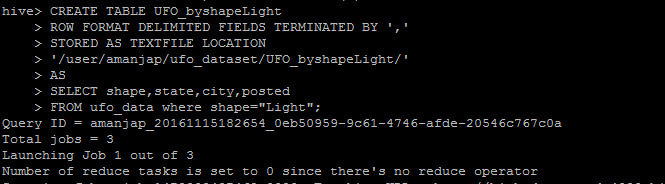 hive> CREATE TABLE UFO_byshapeLight
    > ROW FORMAT DELIMITED FIELDS TERMINATED BY ','
    > STORED AS TEXTFILE LOCATION
    > '/user/amanjap/ufo_dataset/UFO_byshapeLight/'
    > AS
    > SELECT shape,state,city,posted
    > FROM ufo_data where shape="Light";
Query ID = amanjap_20161115182654_0eb50959-9c61-4746-afde-20546c767c0a
Total jobs = 3
Launching Job 1 out of 3
Number of reduce tasks is set to 0 since there's no reduce operator